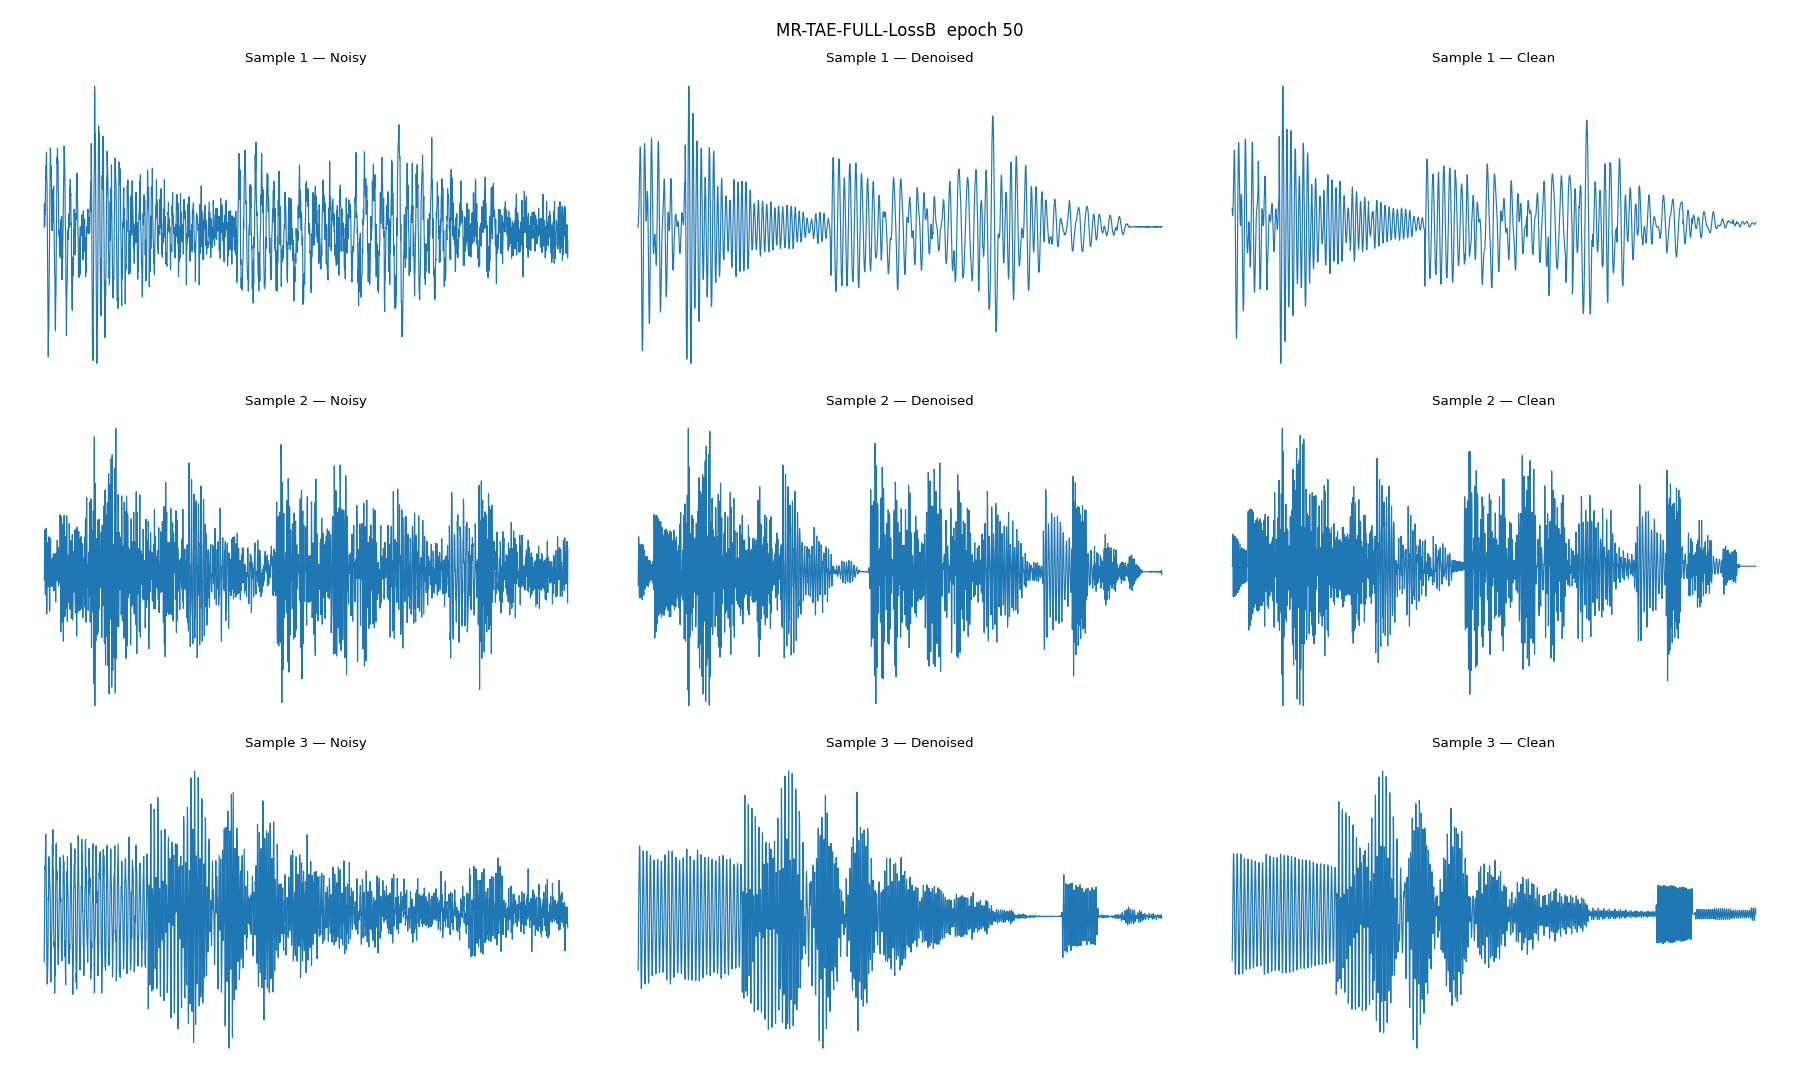 MR-TAE-FULL-LossB  epoch 50
Sample 1 — Noisy
Sample 1 — Denoised
Sample 1 — Clean
Sample 2 — Noisy
Sample 2 — Denoised
Sample 2 — Clean
Sample 3 — Noisy
Sample 3 — Denoised
Sample 3 — Clean